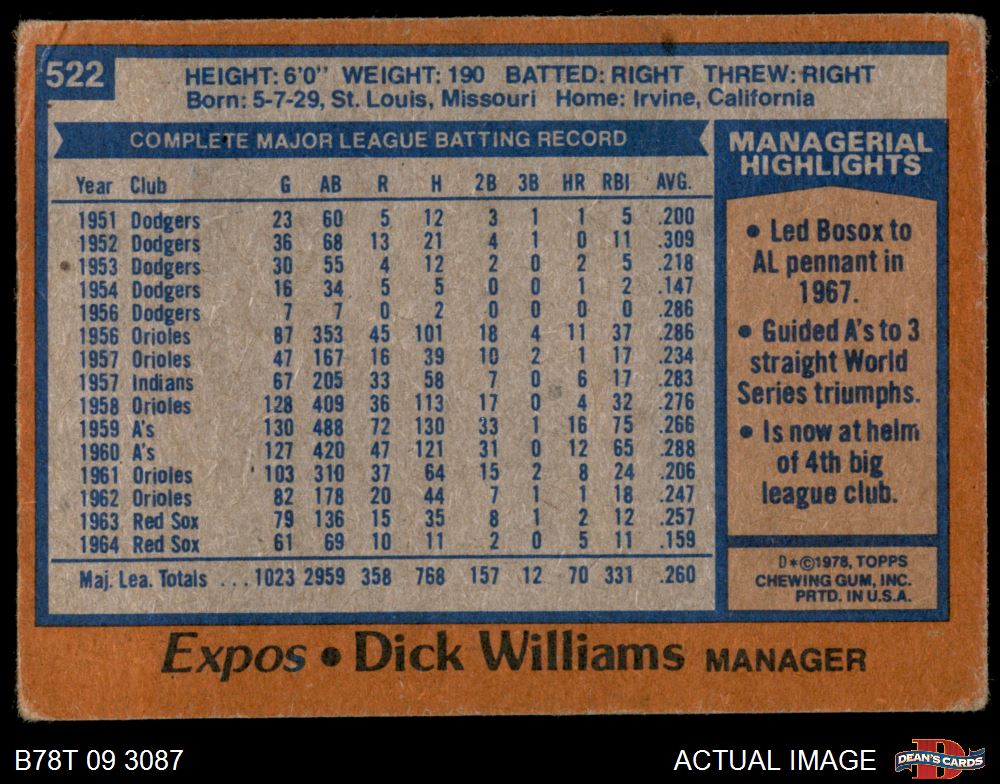 522
HEIGHT: 6'0" WEIGHT: 190 BATTED: RIGHT THREW: RIGHT
Born: 5-7-29, St. Louis, Missouri Home: Irvine, California
COMPLETE MAJOR LEAGUE BATTING RECORD
Year Club G AB R H 2B 3B HR RBI AVG.
1951 Dodgers 23 60 5 12 3 1 1 5 .200
1952 Dodgers 36 68 13 21 4 1 0 11 .309
1953 Dodgers 30 55 4 12 2 0 2 5 .218
1954 Dodgers 16 34 5 5 0 0 1 2 .147
1956 Dodgers 7 7 0 2 0 0 0 0 .286
1956 Orioles 87 353 45 101 18 4 11 37 .286
1957 Orioles 47 167 16 39 10 2 1 17 .234
1957 Indians 67 205 33 58 7 0 6 17 .283
1958 Orioles 128 409 36 113 17 0 4 32 .276
1959 A's 130 488 72 130 33 1 16 75 .266
1960 A's 127 420 47 121 31 0 12 65 .288
1961 Orioles 103 310 37 64 15 2 8 24 .206
1962 Orioles 82 178 20 44 7 1 1 18 .247
1963 Red Sox 79 136 15 35 8 1 2 12 .257
1964 Red Sox 61 69 10 11 2 0 5 11 .159
Maj. Lea. Totals ... 1023 2959 358 768 157 12 70 331 .260
MANAGERIAL
HIGHLIGHTS
• Led Bosox to
AL pennant in
1967.
• Guided A's to 3
straight World
Series triumphs.
• Is now at helm
of 4th big
league club.
D*©1978, TOPPS
CHEWING GUM, INC.
PRTD. IN U.S.A.
Expos • Dick Williams MANAGER
B78T 09 3087
ACTUAL IMAGE
D
DEAN'S CARDS